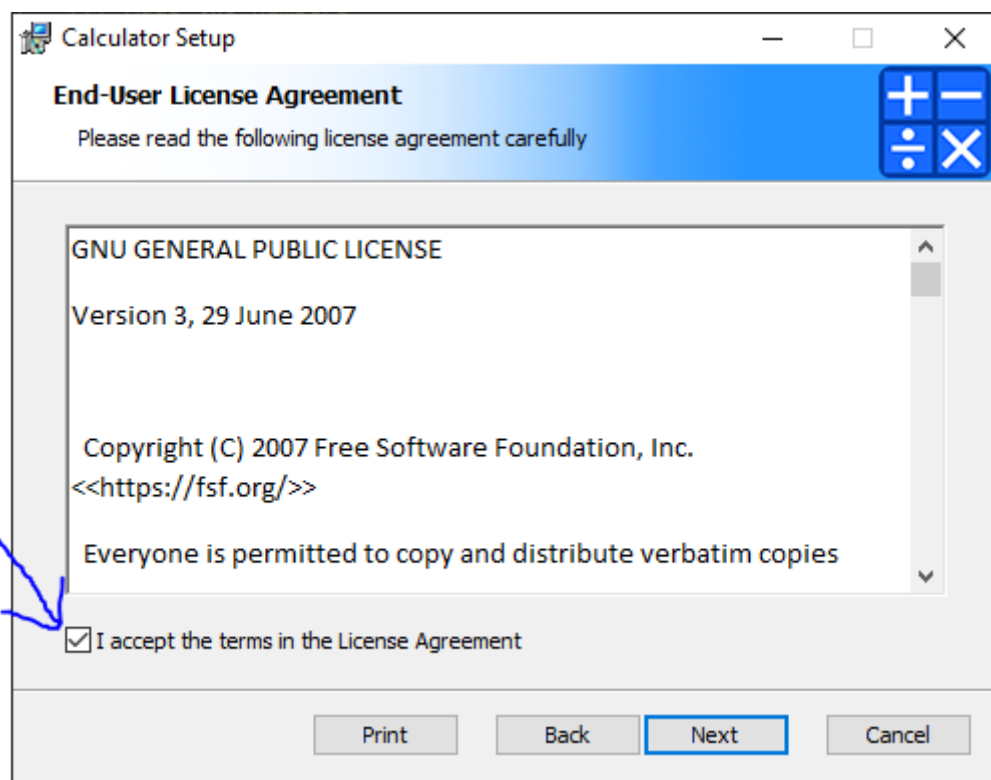 Calculator Setup
End-User License Agreement
Please read the following license agreement carefully
GNU GENERAL PUBLIC LICENSE
Version 3, 29 June 2007
Copyright (C) 2007 Free Software Foundation, Inc.
<<https://fsf.org/>>
Everyone is permitted to copy and distribute verbatim copies
I accept the terms in the License Agreement
Print Back Next Cancel